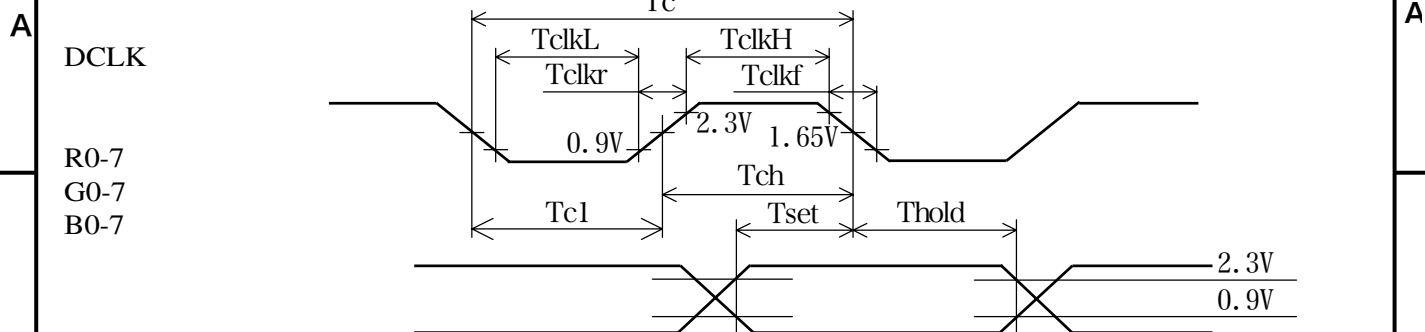 Tc
A
A
DCLK
TclkL
TclkH
Tclkr
Tclkf
2.3V
0.9V
1.65V
R0-7
G0-7
B0-7
Tch
Tcl
Tset
Thold
2.3V
0.9V